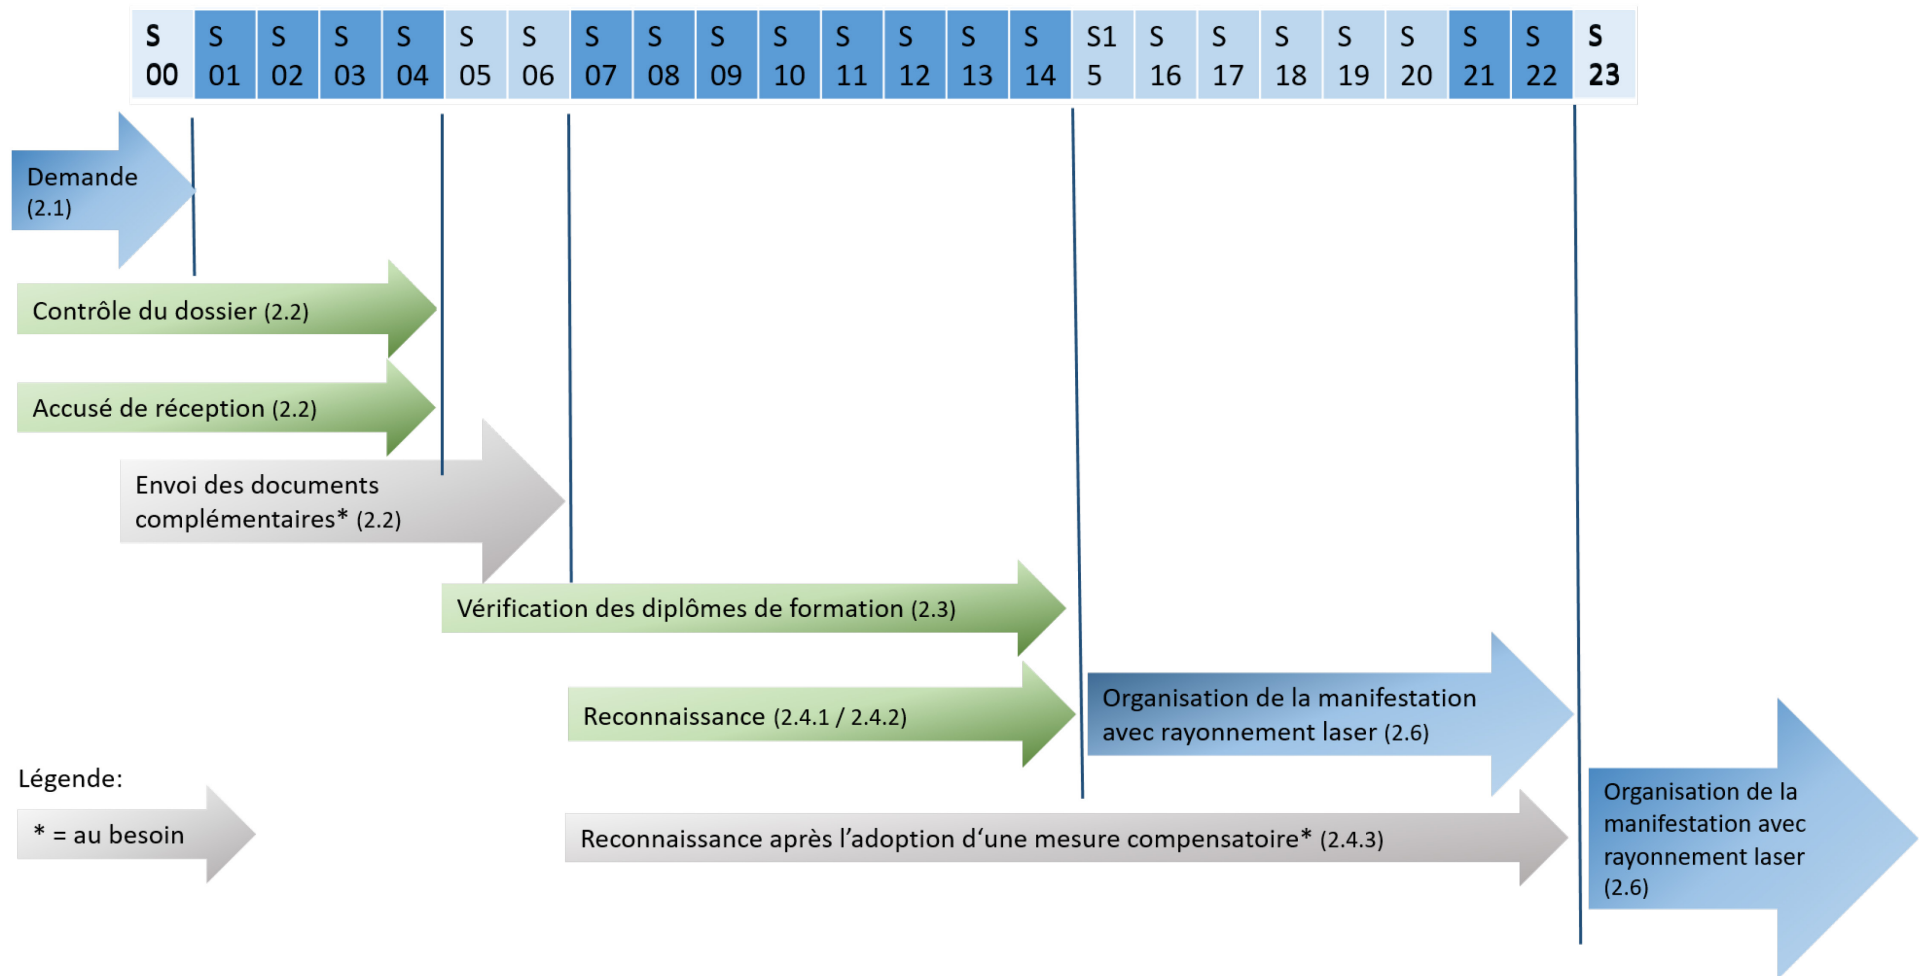 S S S S S S S S S S S S S S S S1 S S S S S S S S
00 01 02 03 04 05 06 07 08 09 10 11 12 13 14 5 16 17 18 19 20 21 22 23
Demande
(2.1)
Contrôle du dossier (2.2)
Accusé de réception (2.2)
Envoi des documents
complémentaires* (2.2)
Vérification des diplômes de formation (2.3)
Reconnaissance (2.4.1 / 2.4.2)
Organisation de la manifestation
avec rayonnement laser (2.6)
Légende:
* = au besoin
Reconnaissance après l’adoption d‘une mesure compensatoire* (2.4.3)
Organisation de la
manifestation avec
rayonnement laser
(2.6)